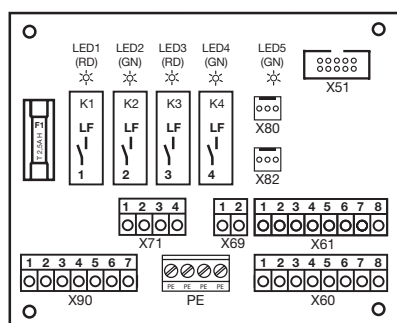 LED1 LED2 LED3 LED4 LED5
(RD) (GN) (RD) (GN) (GN)
K1 K2 K3 K4
X51
F1
T 2,5A H
LF LF LF LF
X80
1 2 3 4
X82
1 2 3 4
1 2
1 2 3 4 5 6 7 8
X71 X69 X61
1 2 3 4 5 6 7
1 2 3 4 5 6 7 8
PE PE PE PE
X90 PE X60